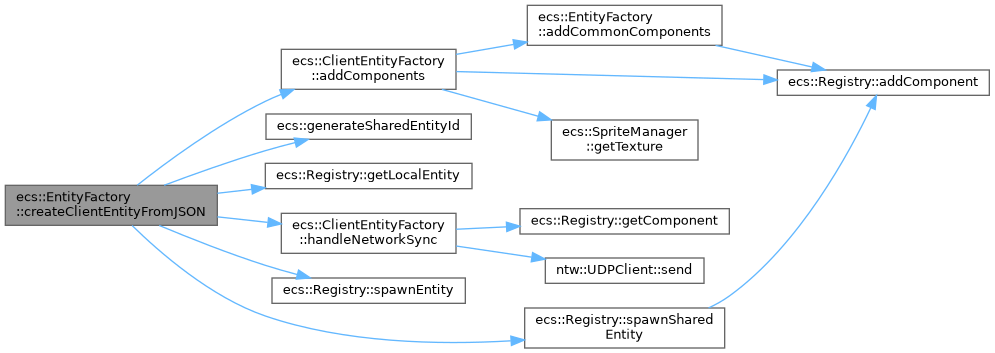 ecs::EntityFactory
::createClientEntityFromJSON
ecs::ClientEntityFactory
::addComponents
ecs::EntityFactory
::addCommonComponents
ecs::Registry::addComponent
ecs::SpriteManager
::getTexture
ecs::generateSharedEntityId
ecs::Registry::getLocalEntity
ecs::ClientEntityFactory
::handleNetworkSync
ecs::Registry::getComponent
ntw::UDPClient::send
ecs::Registry::spawnEntity
ecs::Registry::spawnShared
Entity